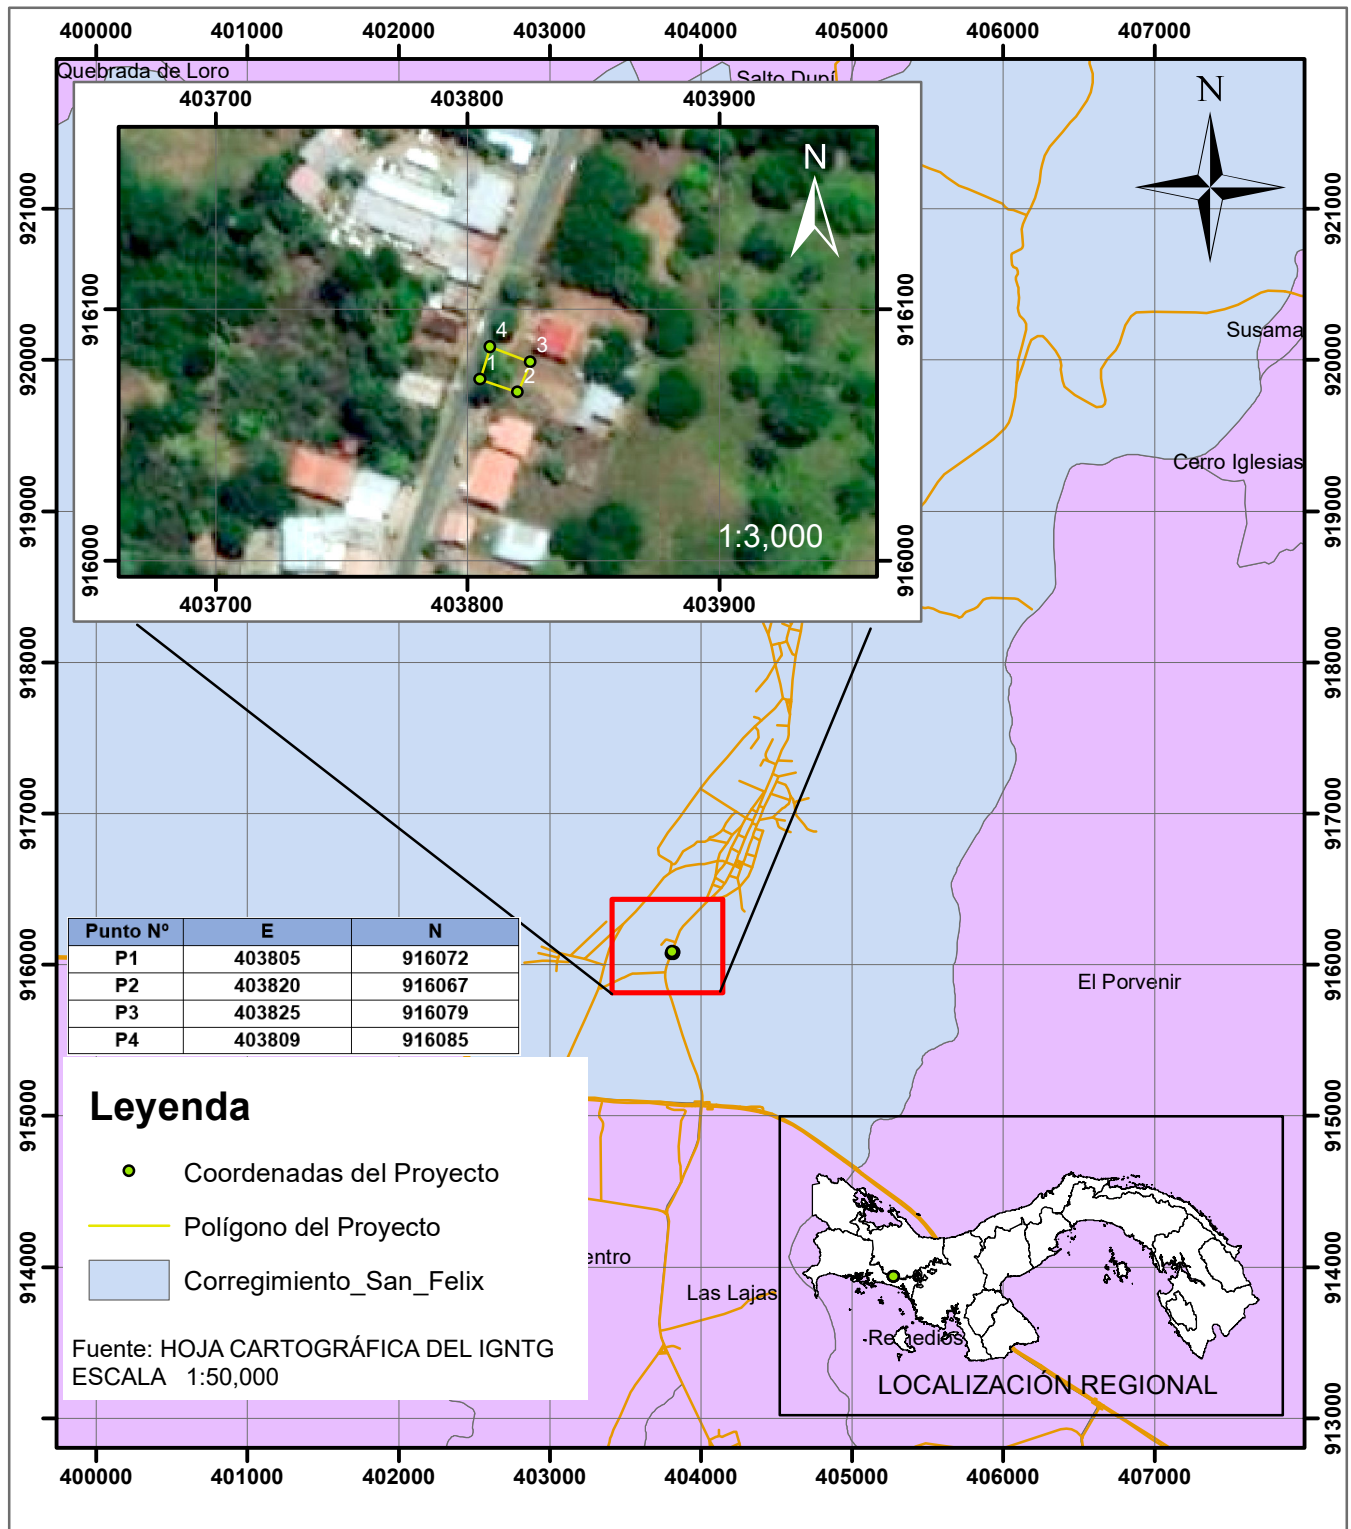 400000 401000 402000 403000 404000 405000 406000 407000
Quebrada de Loro
Salto Dupí
403700 403800 403900
N
N
921000
921000
916100
916100
4
3
1
2
920000
920000
Susama
Cerro Iglesias
919000
919000
1:3,000
916000
916000
403700 403800 403900
918000
918000
917000
917000
Punto Nº E N
P1 403805 916072
P2 403820 916067
P3 403825 916079
P4 403809 916085
916000
916000
El Porvenir
915000
915000
Leyenda
Coordenadas del Proyecto
Polígono del Proyecto
Corregimiento_San_Felix
Fuente: HOJA CARTOGRÁFICA DEL IGNTG
ESCALA 1:50,000
entro
Las Lajas
914000
914000
Remedios
LOCALIZACIÓN REGIONAL
913000
913000
400000 401000 402000 403000 404000 405000 406000 407000